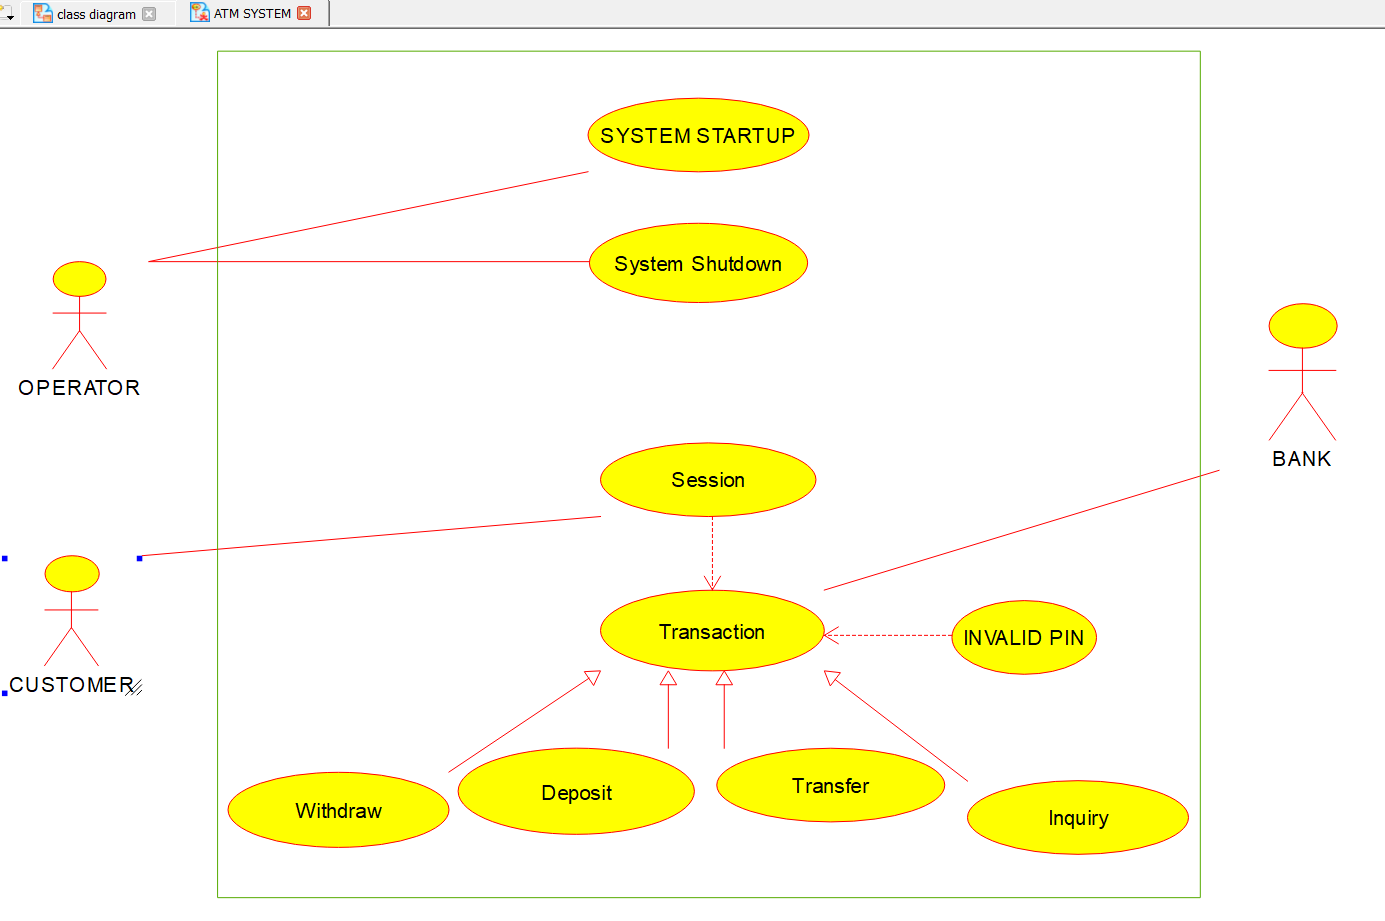 class diagram
ATM SYSTEM
SYSTEM STARTUP
System Shutdown
OPERATOR
BANK
Session
Transaction
INVALID PIN
CUSTOMER
Withdraw
Deposit
Transfer
Inquiry